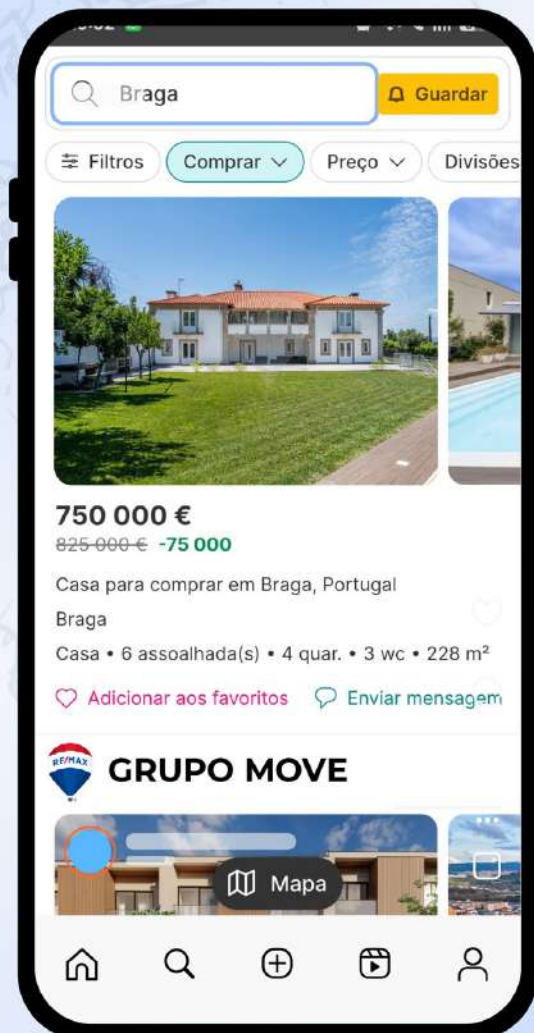 Braga
Guardar
Filtros
Comprar
Preço
Divisões
750 000 €
825 000 € -75 000
Casa para comprar em Braga, Portugal
Braga
Casa • 6 assoalhada(s) • 4 quar. • 3 wc • 228 m²
Adicionar aos favoritos
Enviar mensagem
RE/MAX
GRUPO MOVE
Mapa